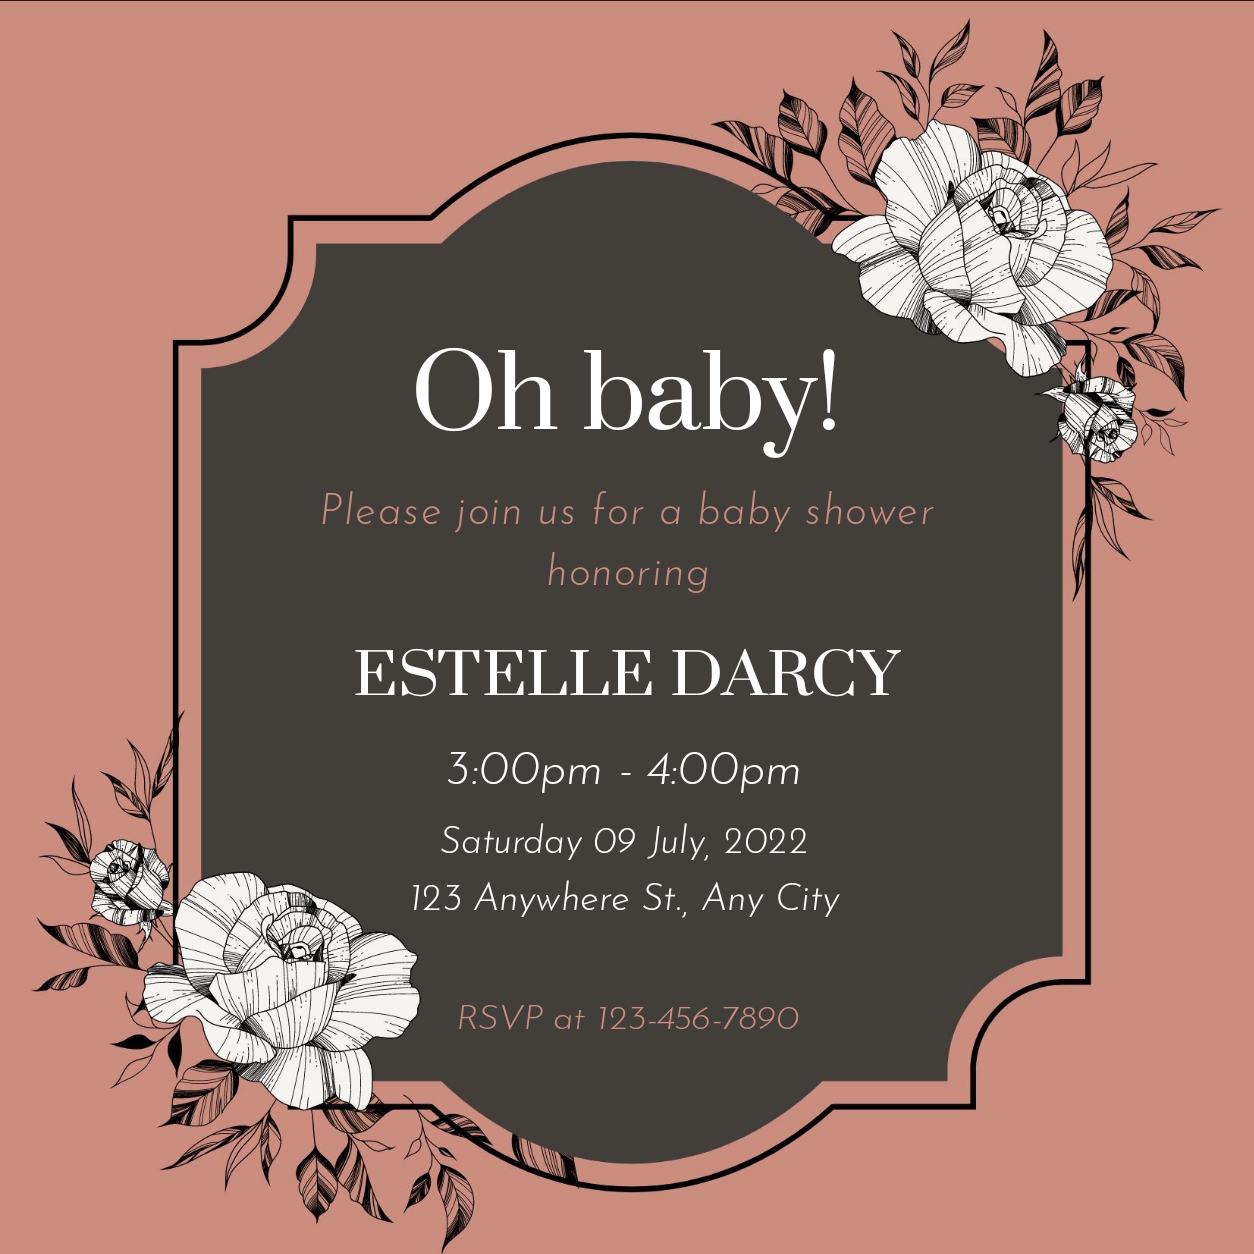 Oh baby!
Please join us for a baby shower
honoring
ESTELLE DARCY
3:00pm - 4:00pm
Saturday 09 July, 2022
123 Anywhere St., Any City
RSVP at 123-456-7890